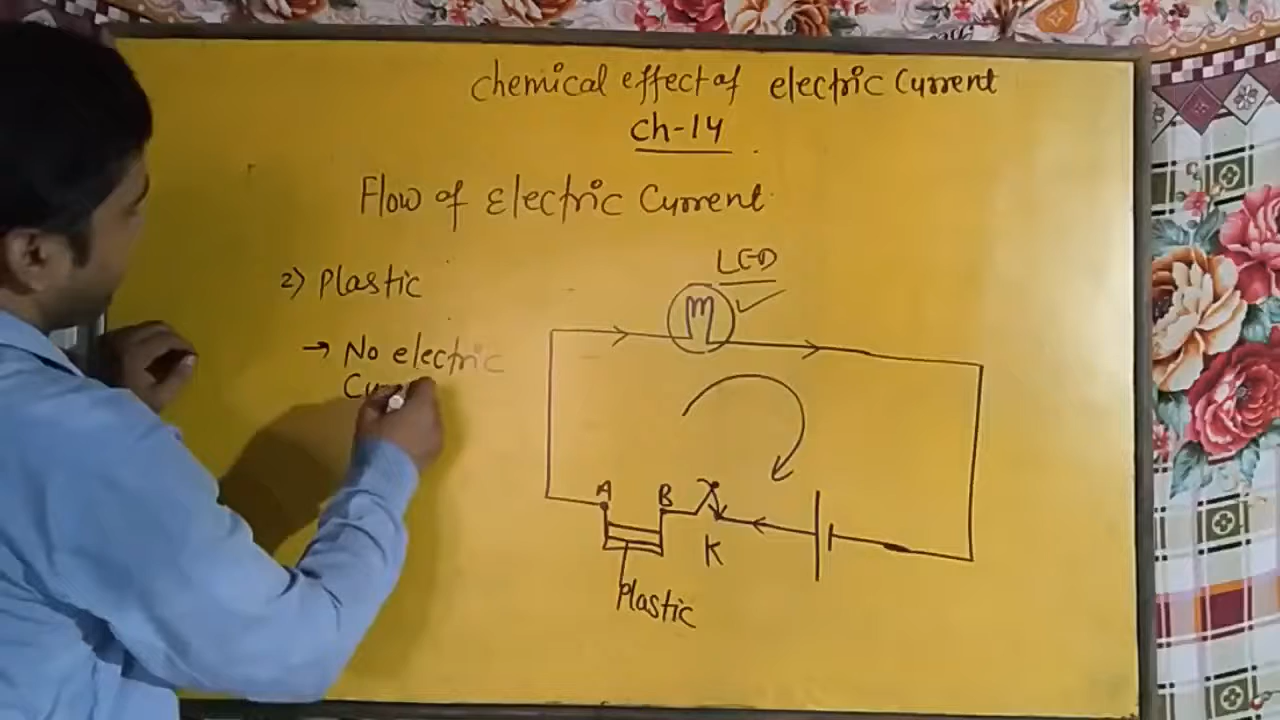 chemical effect of electric Current
Ch-14
Flow of Electric Current
LED
2) Plastic
→ No electric
A
B
K
Plastic